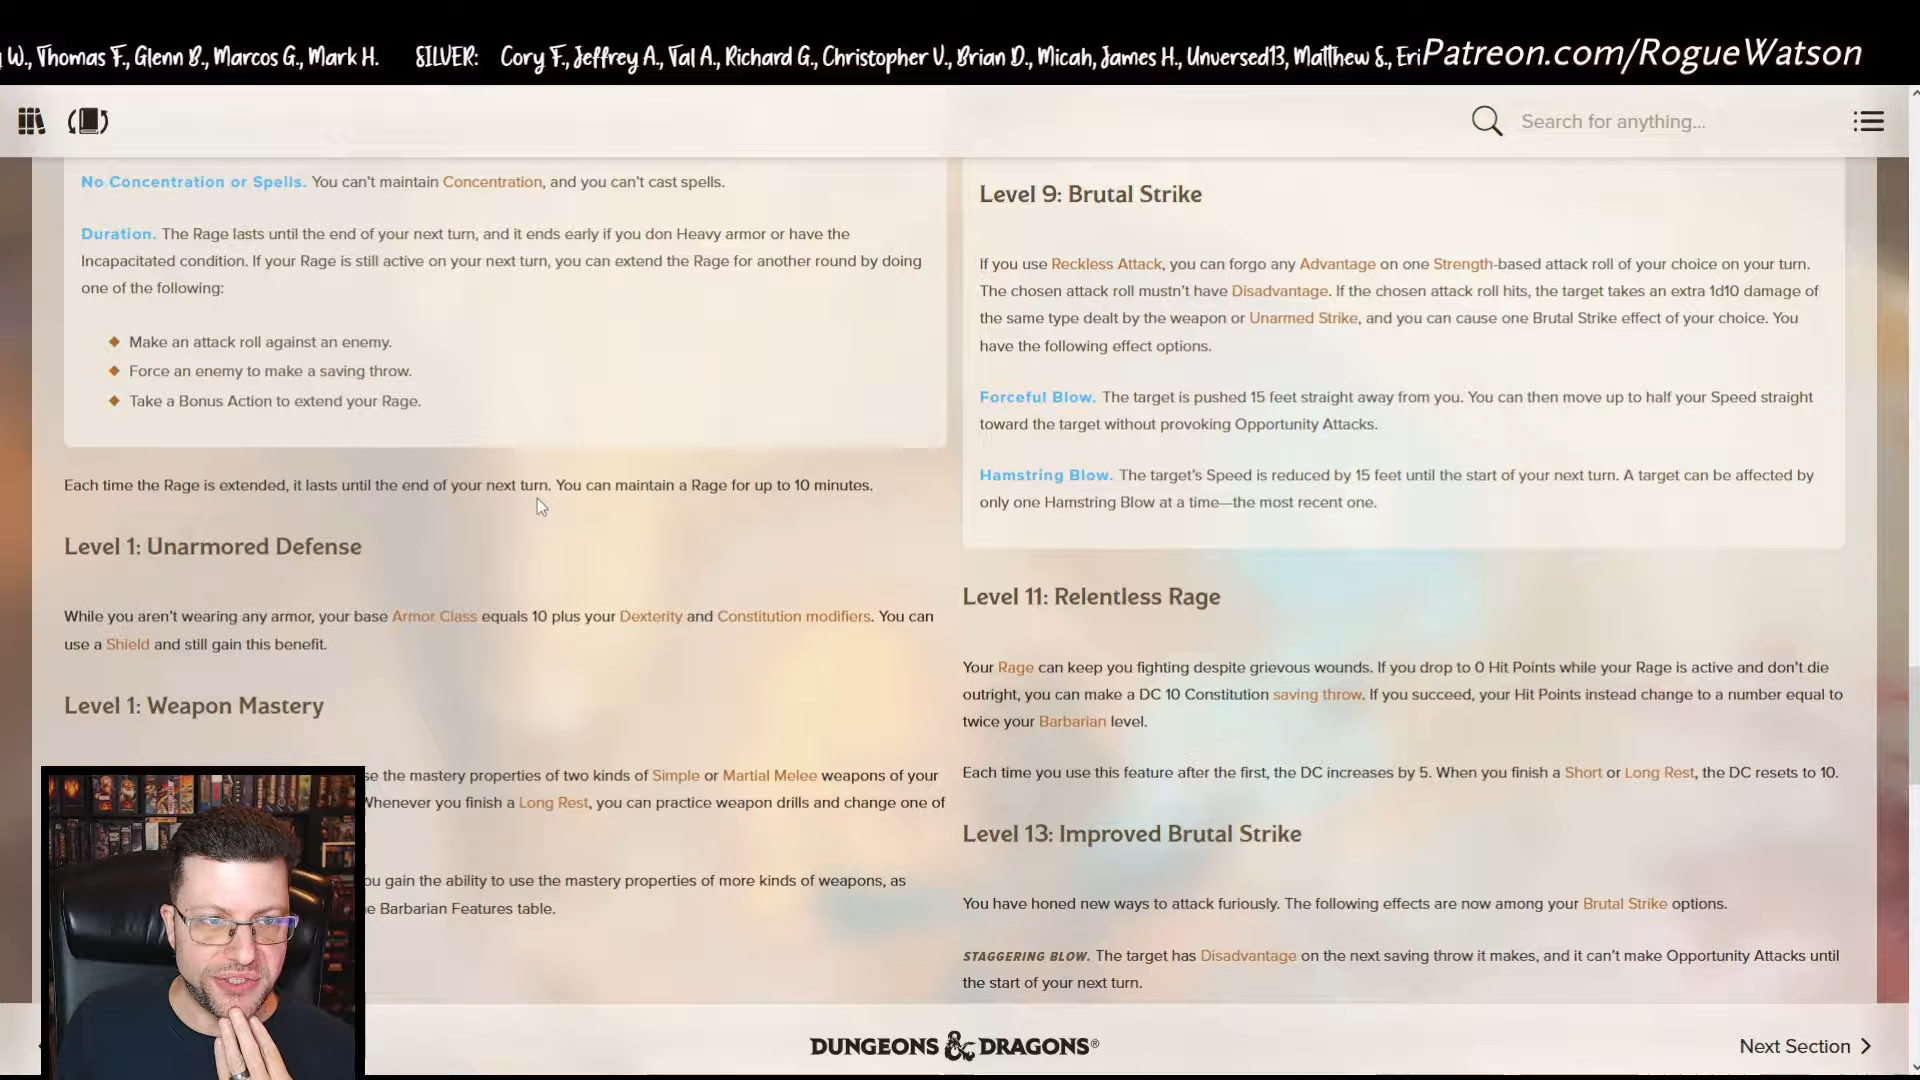 W., Thomas F., Glenn B., Marcos G., Mark H. SILVER: Cory F., Jeffrey A., Tal A., Richard G., Christopher V., Brian D., Micah, James H., Unversed13, Matthew S., Eri
Patreon.com/RogueWatson
Search for anything...
No Concentration or Spells. You can't maintain Concentration, and you can't cast spells.
Duration. The Rage lasts until the end of your next turn, and it ends early if you don Heavy armor or have the
Incapacitated condition. If your Rage is still active on your next turn, you can extend the Rage for another round by doing
one of the following:
Make an attack roll against an enemy.
Force an enemy to make a saving throw.
Take a Bonus Action to extend your Rage.
Each time the Rage is extended, it lasts until the end of your next turn. You can maintain a Rage for up to 10 minutes.
Level 1: Unarmored Defense
While you aren't wearing any armor, your base Armor Class equals 10 plus your Dexterity and Constitution modifiers. You can
use a Shield and still gain this benefit.
Level 1: Weapon Mastery
se the mastery properties of two kinds of Simple or Martial Melee weapons of your
Whenever you finish a Long Rest, you can practice weapon drills and change one of
ou gain the ability to use the mastery properties of more kinds of weapons, as
e Barbarian Features table.
Level 9: Brutal Strike
If you use Reckless Attack, you can forgo any Advantage on one Strength-based attack roll of your choice on your turn.
The chosen attack roll mustn't have Disadvantage. If the chosen attack roll hits, the target takes an extra 1d10 damage of
the same type dealt by the weapon or Unarmed Strike, and you can cause one Brutal Strike effect of your choice. You
have the following effect options.
Forceful Blow. The target is pushed 15 feet straight away from you. You can then move up to half your Speed straight
toward the target without provoking Opportunity Attacks.
Hamstring Blow. The target's Speed is reduced by 15 feet until the start of your next turn. A target can be affected by
only one Hamstring Blow at a time—the most recent one.
Level 11: Relentless Rage
Your Rage can keep you fighting despite grievous wounds. If you drop to 0 Hit Points while your Rage is active and don't die
outright, you can make a DC 10 Constitution saving throw. If you succeed, your Hit Points instead change to a number equal to
twice your Barbarian level.
Each time you use this feature after the first, the DC increases by 5. When you finish a Short or Long Rest, the DC resets to 10.
Level 13: Improved Brutal Strike
You have honed new ways to attack furiously. The following effects are now among your Brutal Strike options.
STAGGERING BLOW. The target has Disadvantage on the next saving throw it makes, and it can't make Opportunity Attacks until
the start of your next turn.
DUNGEONS & DRAGONS®
Next Section